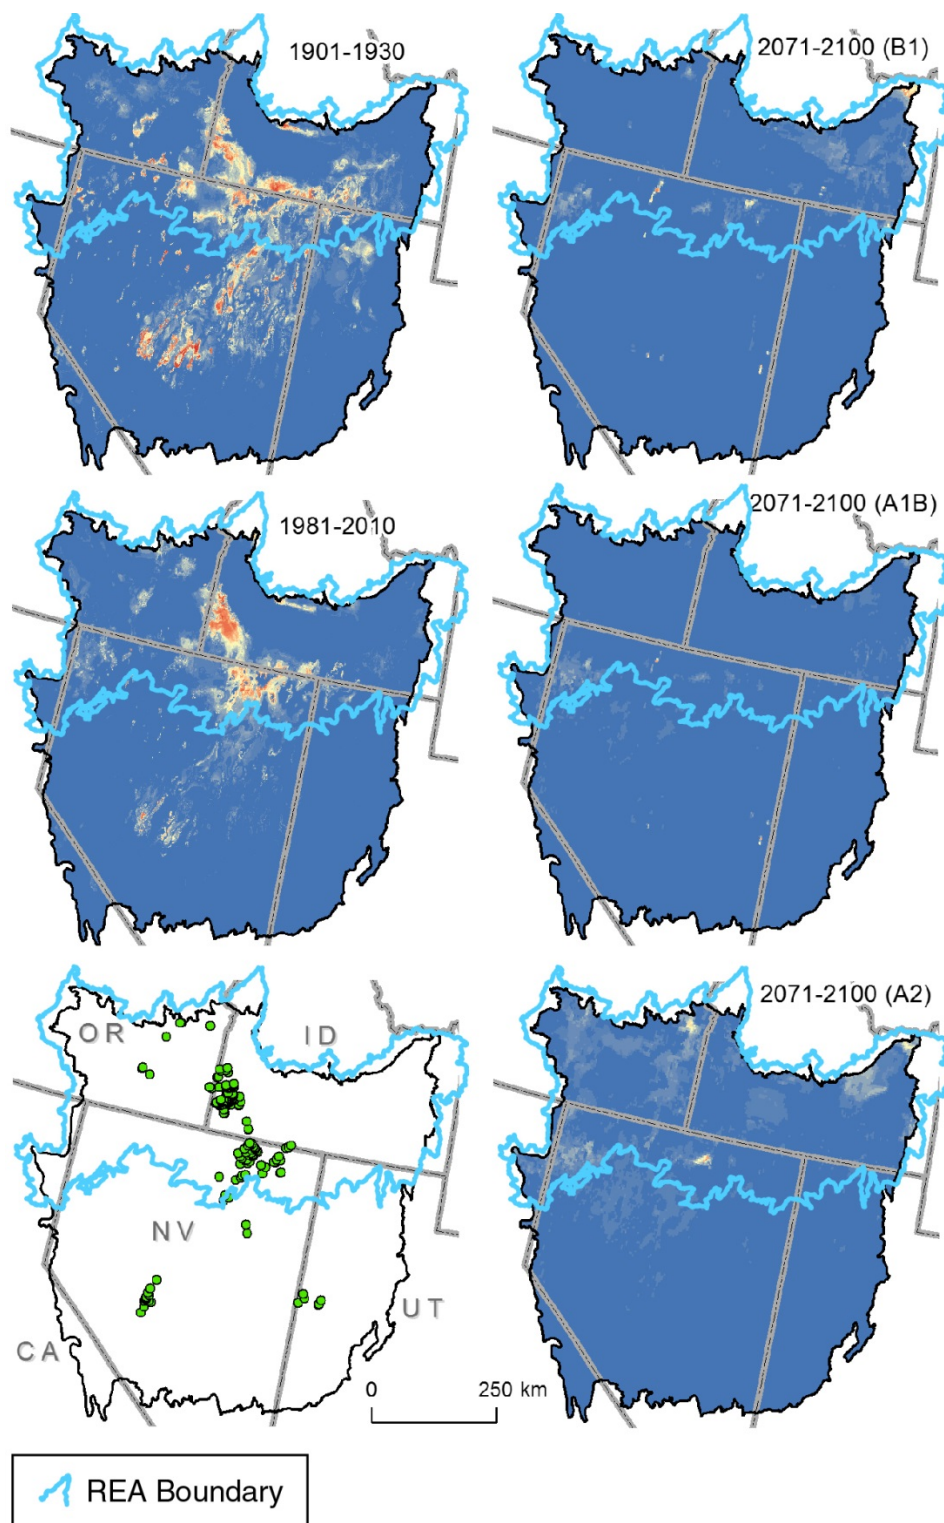 1901-1930
2071-2100 (B1)
1981-2010
2071-2100 (A1B)
2071-2100 (A2)
OR
ID
NV
UT
CA
0
250 km
REA Boundary